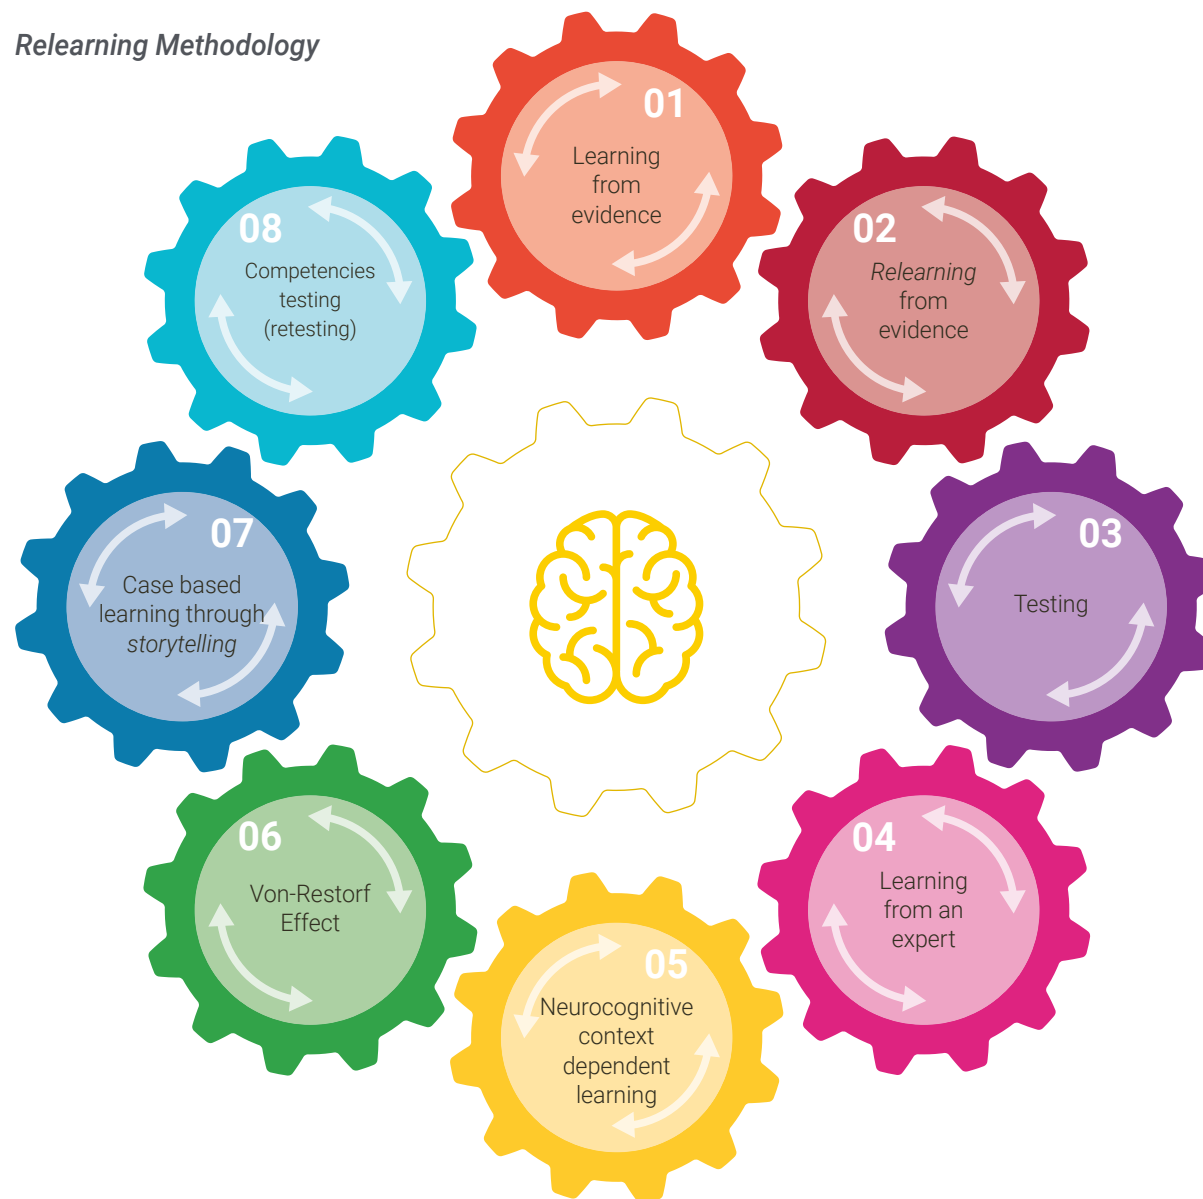 Relearning Methodology
01
Learning
from
evidence
02
Relearning
from
evidence
03
Testing
04
Learning
from an
expert
05
Neurocognitive
context
dependent
learning
06
Von-Restorf
Effect
07
Case based
learning through
storytelling
08
Competencies
testing
(retesting)